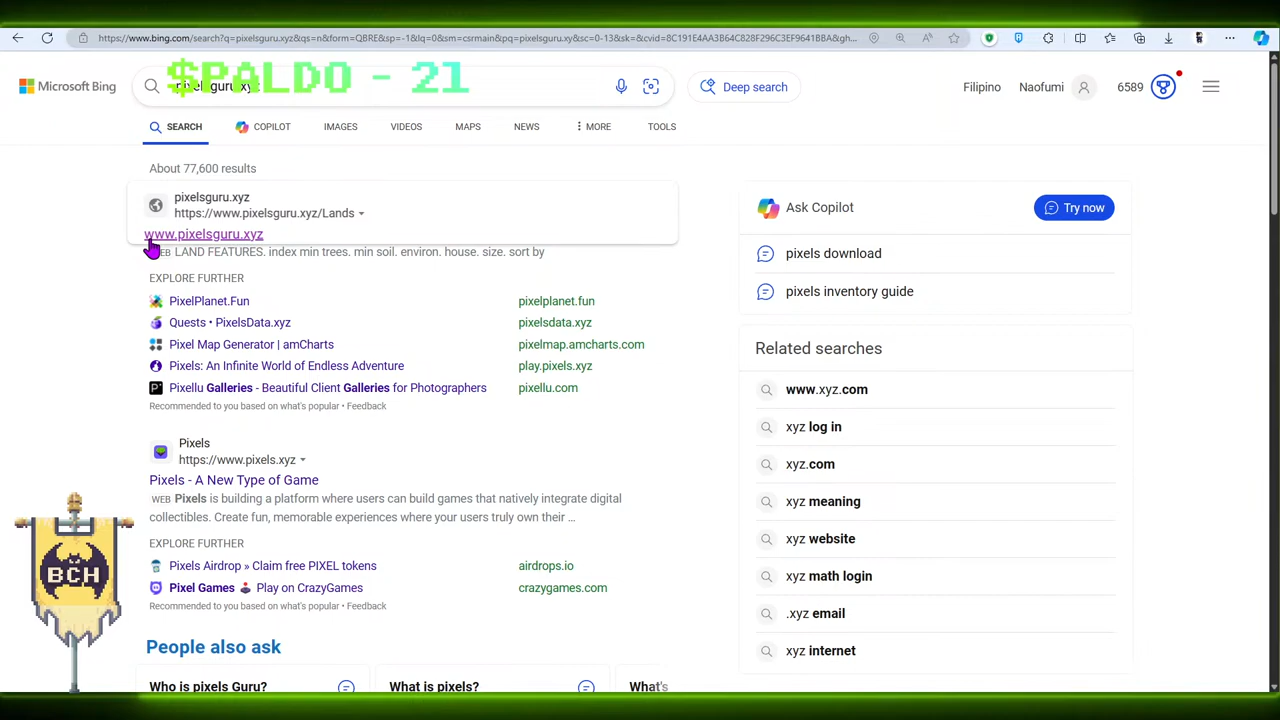 https://www.bing.com/search?q=pixelsguru.xyz&qs=n&form=QBRE&sp=-1&lq=0&sm=csrmain&pq=pixelsguru.xy&sc=0-13&sk=&cvid=8C191E4AA3B64C828F296C3EF9641BBA&gh...
$PALDO - 21
Microsoft Bing
pixelsguru.xyz
Deep search
Filipino
Naofumi
6589
SEARCH
COPILOT
IMAGES
VIDEOS
MAPS
NEWS
MORE
TOOLS
About 77,600 results
pixelsguru.xyz
https://www.pixelsguru.xyz/Lands
www.pixelsguru.xyz
LAND FEATURES. index min trees. min soil. environ. house. size. sort by
EXPLORE FURTHER
PixelPlanet.Fun pixelplanet.fun
Quests • PixelsData.xyz pixelsdata.xyz
Pixel Map Generator | amCharts pixelmap.amcharts.com
Pixels: An Infinite World of Endless Adventure play.pixels.xyz
Pixellu Galleries - Beautiful Client Galleries for Photographers pixellu.com
Recommended to you based on what's popular • Feedback
Pixels
https://www.pixels.xyz
Pixels - A New Type of Game
WEB Pixels is building a platform where users can build games that natively integrate digital
collectibles. Create fun, memorable experiences where your users truly own their ...
EXPLORE FURTHER
Pixels Airdrop » Claim free PIXEL tokens airdrops.io
Pixel Games Play on CrazyGames crazygames.com
Recommended to you based on what's popular • Feedback
People also ask
Who is pixels Guru?
What is pixels?
What's
Ask Copilot
Try now
pixels download
pixels inventory guide
Related searches
www.xyz.com
xyz log in
xyz.com
xyz meaning
xyz website
xyz math login
.xyz email
xyz internet
BCH